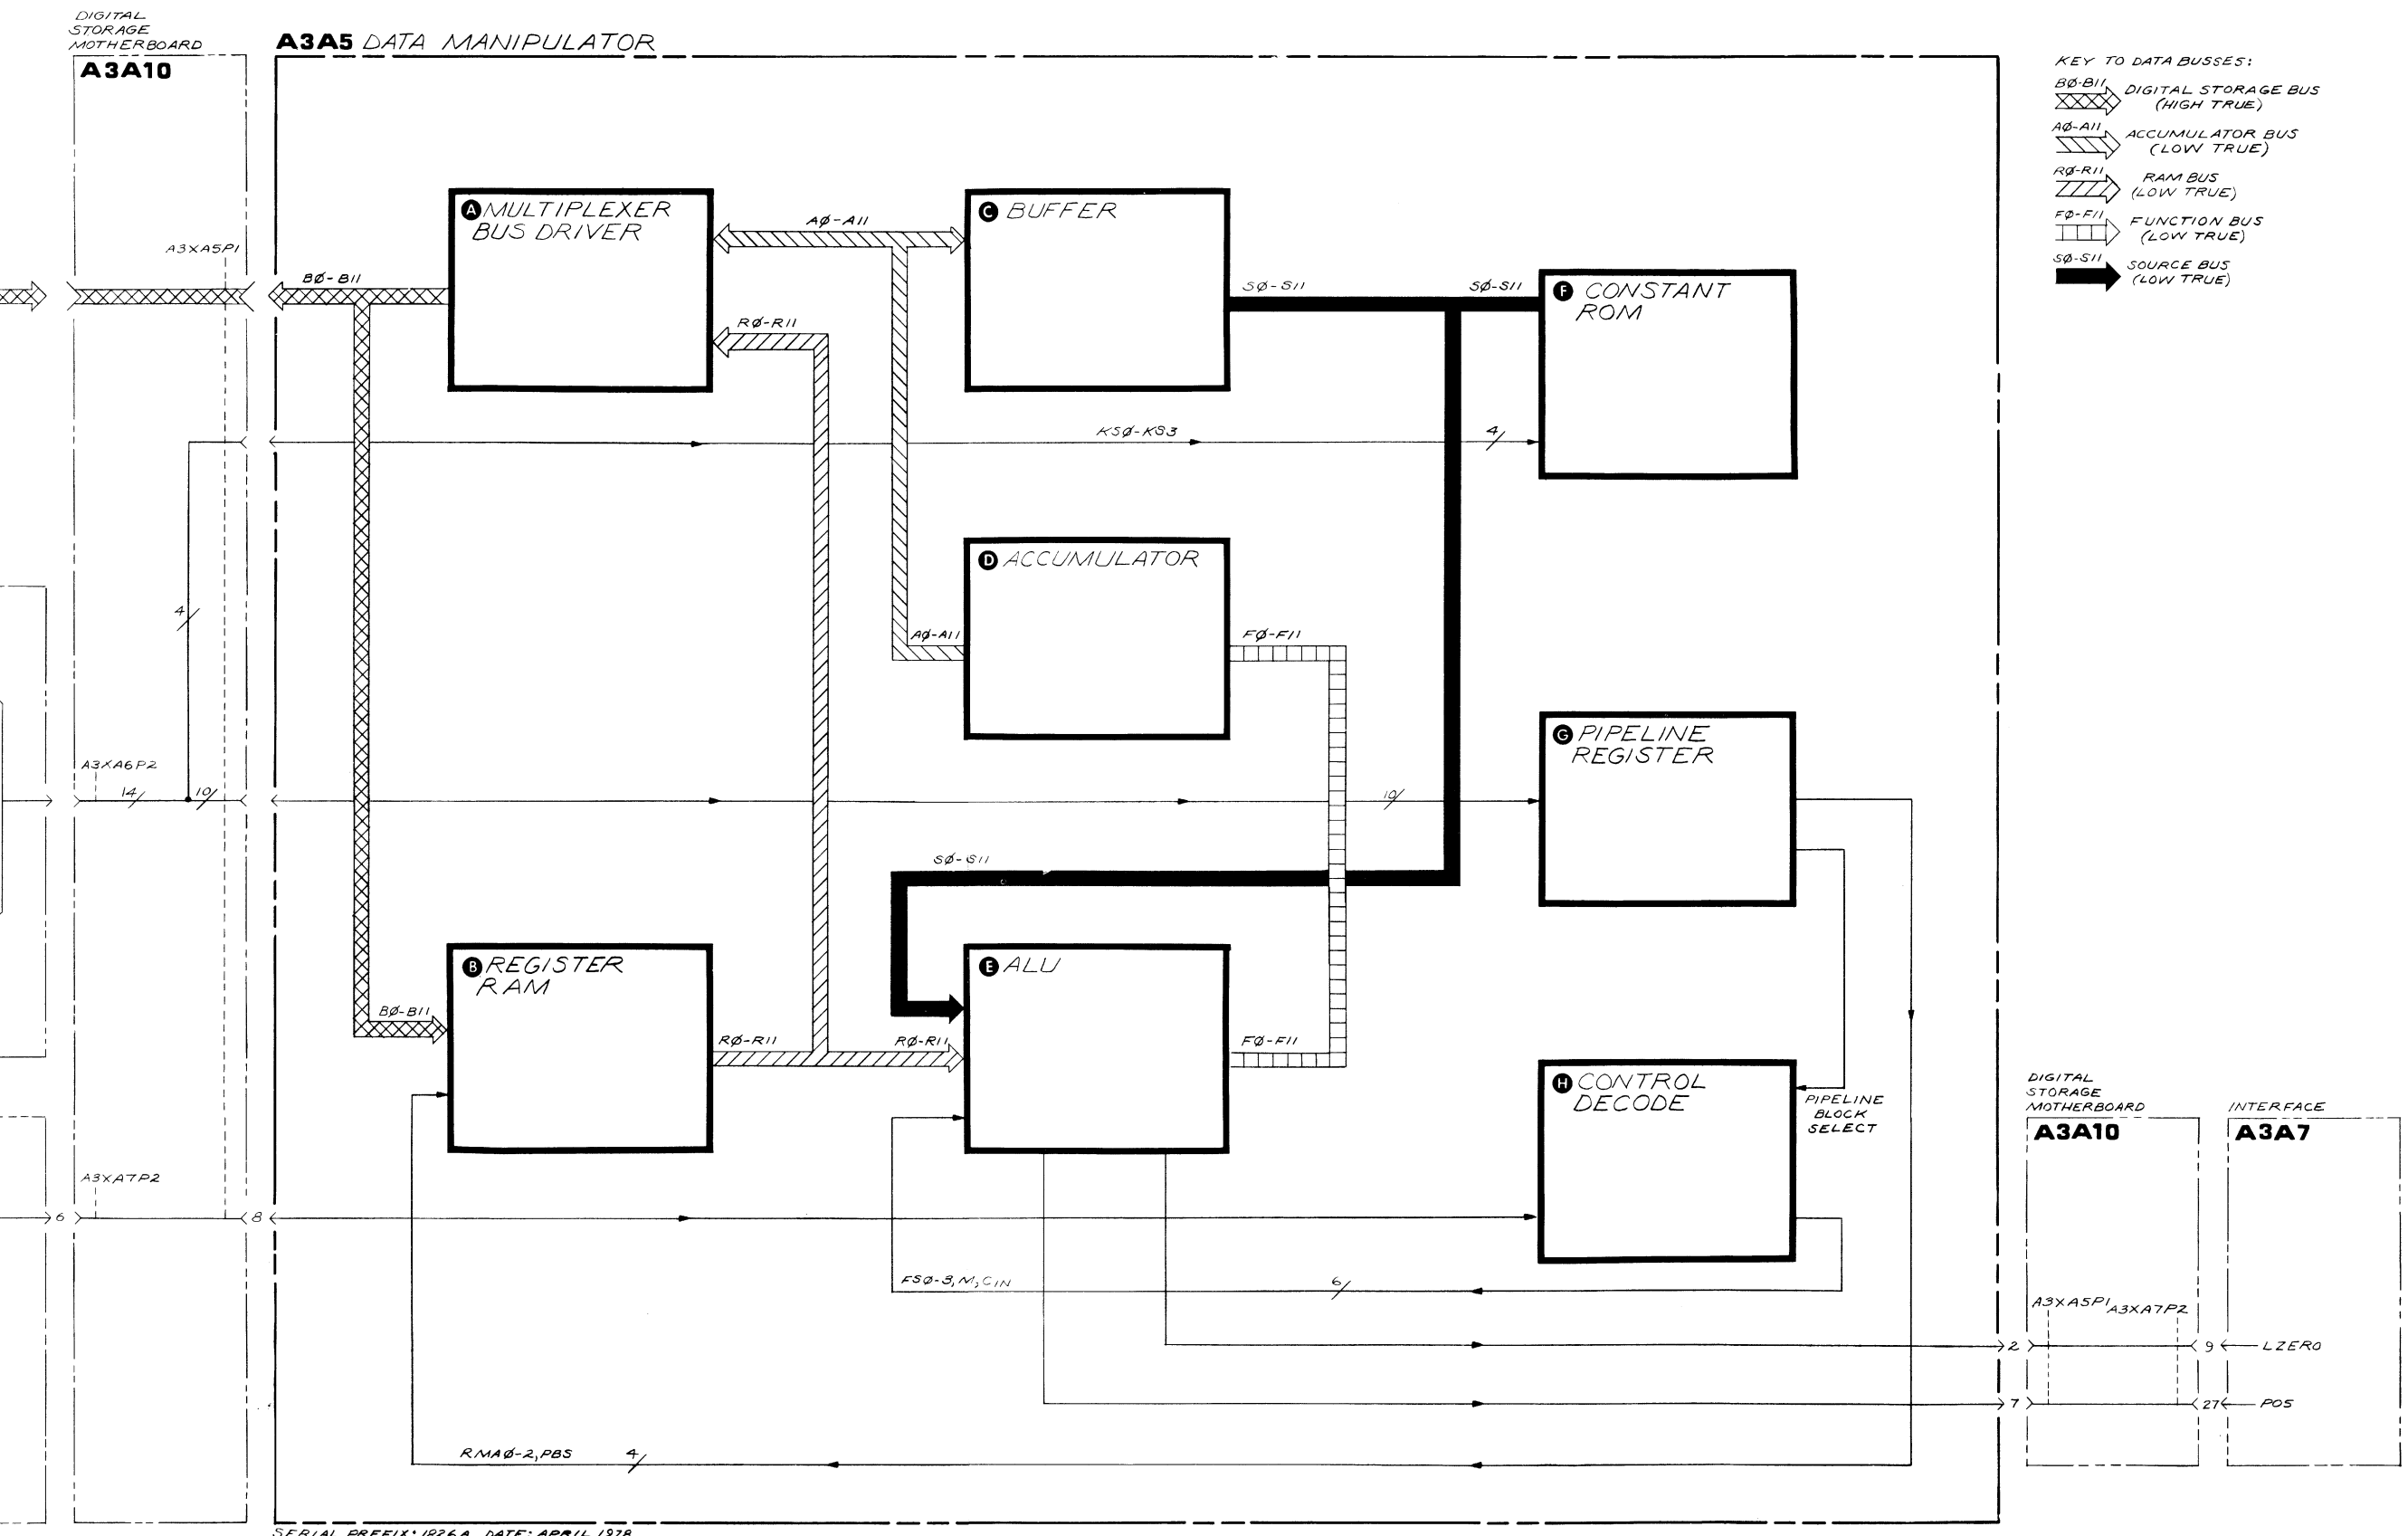 DIGITAL
STORAGE
MOTHERBOARD
A3A10
A3A5 DATA MANIPULATOR
KEY TO DATA BUSSES:
BØ-B11
DIGITAL STORAGE BUS
(HIGH TRUE)
AØ-A11
ACCUMULATOR BUS
(LOW TRUE)
RØ-R11
RAM BUS
(LOW TRUE)
FØ-F11
FUNCTION BUS
(LOW TRUE)
SØ-S11
SOURCE BUS
(LOW TRUE)
A MULTIPLEXER
BUS DRIVER
AØ-A11
C BUFFER
A3XA5P1
BØ-B11
SØ-S11
SØ-S11
F CONSTANT
ROM
RØ-R11
KSØ-KS3
4
D ACCUMULATOR
4
AØ-A11
FØ-F11
G PIPELINE
REGISTER
A3XA6P2
14
10
10
SØ-S11
B REGISTER
RAM
E ALU
BØ-B11
RØ-R11
RØ-R11
FØ-F11
H CONTROL
DECODE
PIPELINE
BLOCK
SELECT
DIGITAL
STORAGE
MOTHERBOARD
A3A10
INTERFACE
A3A7
A3XA7P2
6
8
FSØ-3, M, CIN
6
A3XA5P1
A3XA7P2
2
9
LZERO
7
27
POS
RMAØ-2, PBS
4
SERIAL PREFIX: 1826A DATE: APRIL 1978